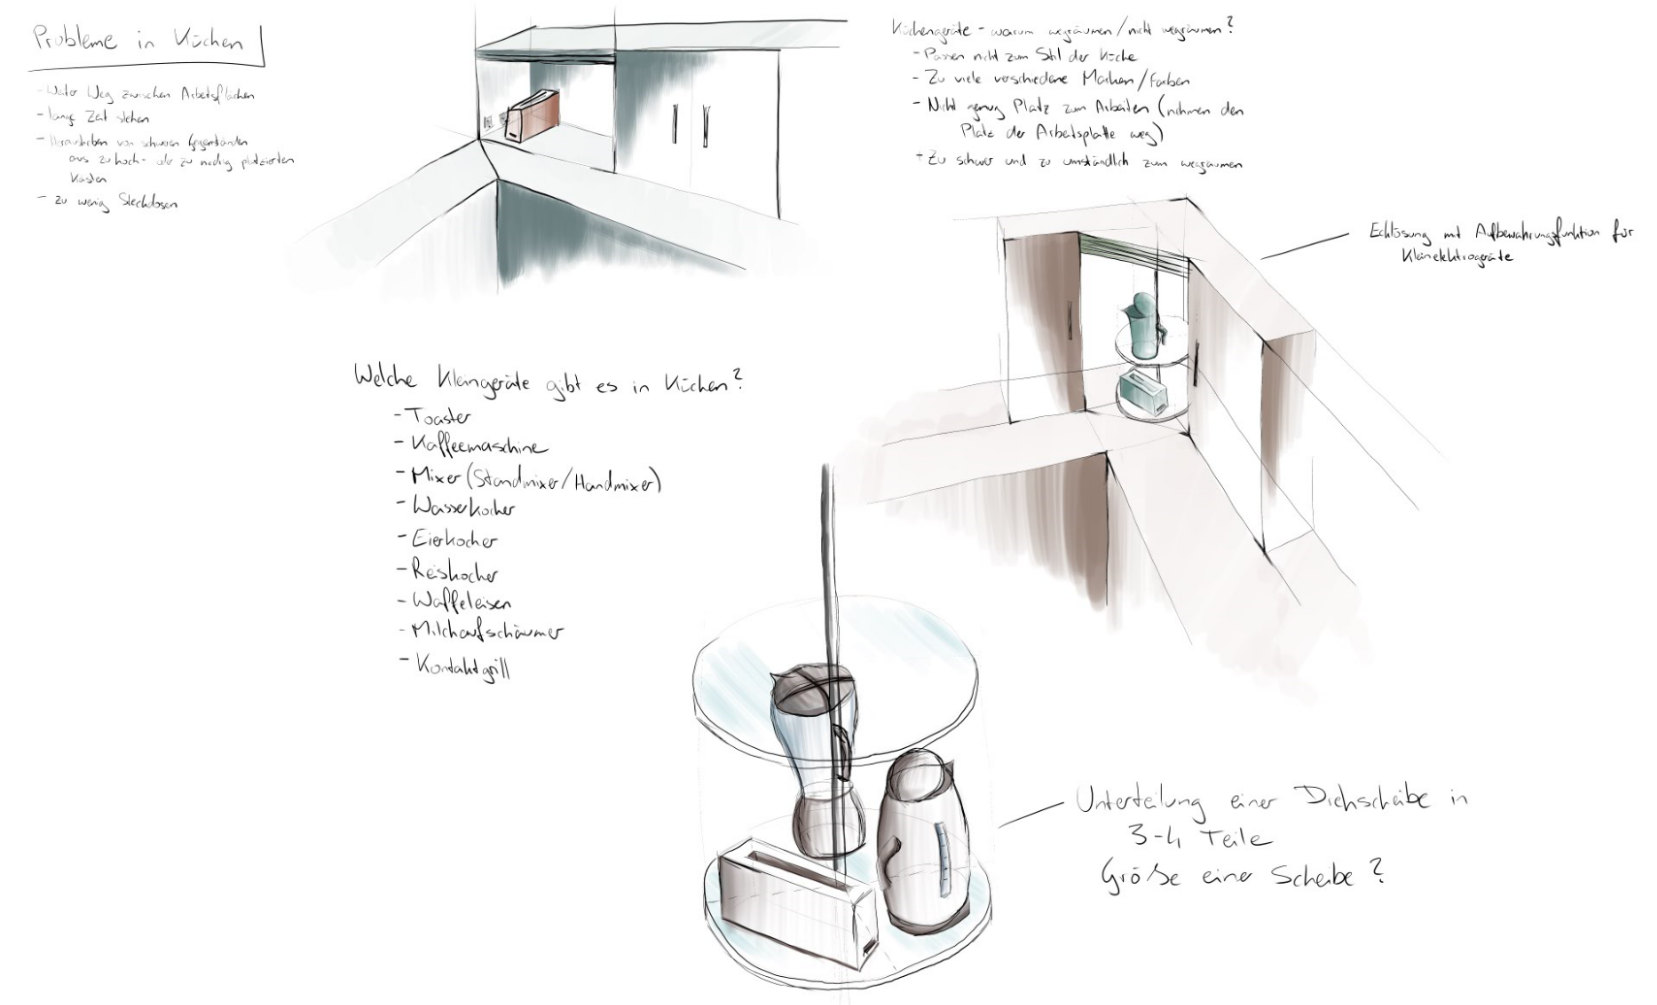 Probleme in Küchen
- Weiter Weg zwischen Arbeitsflächen
- lange Zeit stehen
- Herausheben von schweren Gegenständen
aus zu hoch- oder zu niedrig platzierten
Kästen
- zu wenig Steckdosen
Küchengeräte - warum wegräumen/nicht wegräumen?
- Passen nicht zum Stil der Küche
- Zu viele verschiedene Marken/Farben
- Nicht genug Platz zum Arbeiten (nehmen den
Platz der Arbeitsplatte weg)
+ Zu schwer und zu umständlich zum wegräumen
Ecklösung mit Aufbewahrungsfunktion für
Kleinelektrogeräte
Welche Kleingeräte gibt es in Küchen?
- Toaster
- Kaffeemaschine
- Mixer (Standmixer/Handmixer)
- Wasserkocher
- Eierkocher
- Reiskocher
- Waffeleisen
- Milchaufschäumer
- Kontaktgrill
Unterteilung einer Drehscheibe in
3-4 Teile
Größe einer Scheibe?